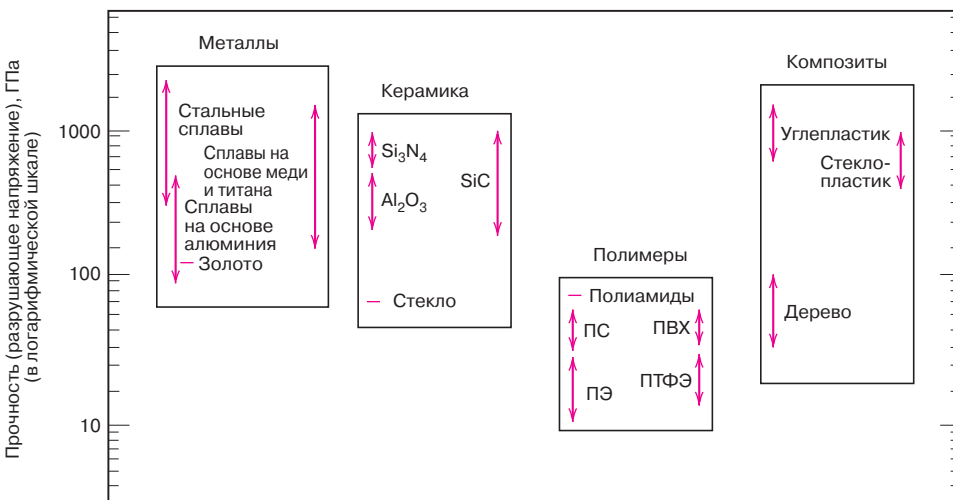 Прочность (разрушающее напряжение), ГПа
(в логарифмической шкале)
1000
100
10
Металлы
Стальные
сплавы
Сплавы на
основе меди
и титана
Сплавы
на основе
алюминия
Золото
Керамика
Si₃N₄
Al₂O₃
SiC
Стекло
Полимеры
Полиамиды
ПС
ПВХ
ПЭ
ПТФЭ
Композиты
Углепластик
Стекло-
пластик
Дерево